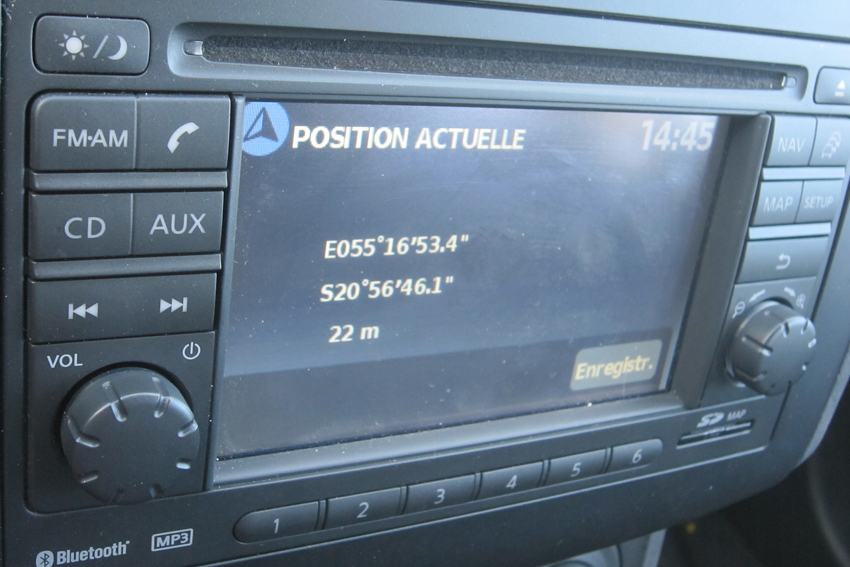 FM·AM
CD AUX
VOL
POSITION ACTUELLE 14:45
E055°16'53.4"
S20°56'46.1"
22 m
Enregistr.
NAV
MAP SETUP
SD MAP
1 2 3 4 5 6
Bluetooth MP3